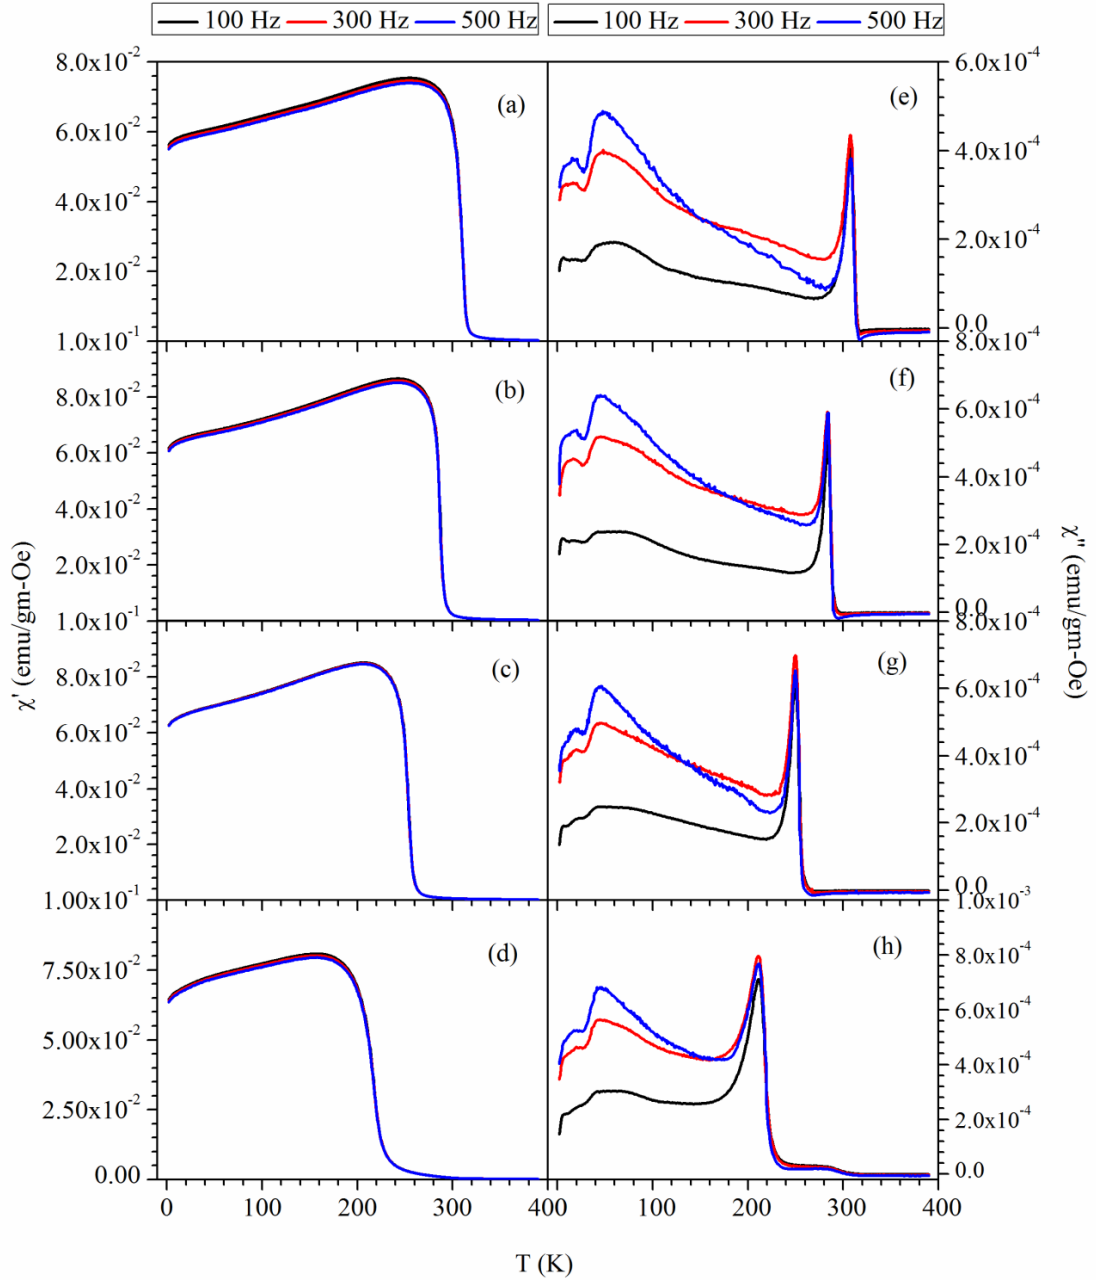 100 Hz 300 Hz 500 Hz 100 Hz 300 Hz 500 Hz
8.0x10⁻² 6.0x10⁻⁴
(a) (e)
6.0x10⁻² 4.0x10⁻⁴
4.0x10⁻²
2.0x10⁻⁴
2.0x10⁻²
0.0
1.0x10⁻¹ 8.0x10⁻⁴
(b) (f)
8.0x10⁻² 6.0x10⁻⁴
6.0x10⁻² 4.0x10⁻⁴
4.0x10⁻²
2.0x10⁻² 2.0x10⁻⁴
0.0
1.0x10⁻¹ 8.0x10⁻⁴
(c) (g)
8.0x10⁻² 6.0x10⁻⁴
6.0x10⁻² 4.0x10⁻⁴
4.0x10⁻²
2.0x10⁻² 2.0x10⁻⁴
0.0
1.00x10⁻¹ 1.0x10⁻³
(d) (h)
7.50x10⁻² 8.0x10⁻⁴
6.0x10⁻⁴
5.00x10⁻² 4.0x10⁻⁴
2.50x10⁻² 2.0x10⁻⁴
0.00 0.0
0 100 200 300 400 100 200 300 400
T (K)
χ' (emu/gm-Oe)
χ" (emu/gm-Oe)